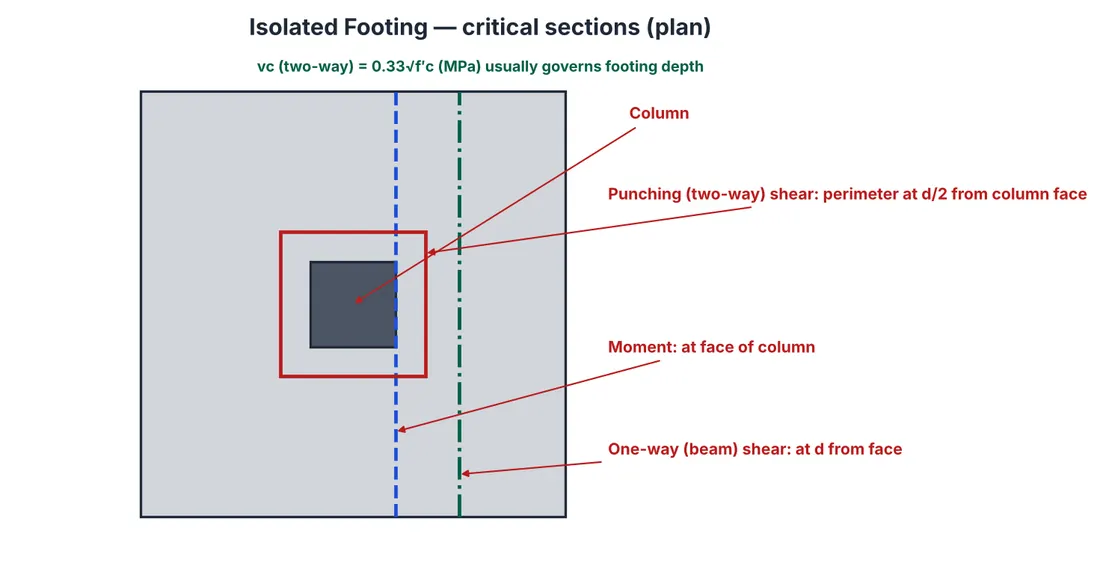 Isolated Footing — critical sections (plan)
vc (two-way) = 0.33√f′c (MPa) usually governs footing depth
Column
Punching (two-way) shear: perimeter at d/2 from column face
Moment: at face of column
One-way (beam) shear: at d from face